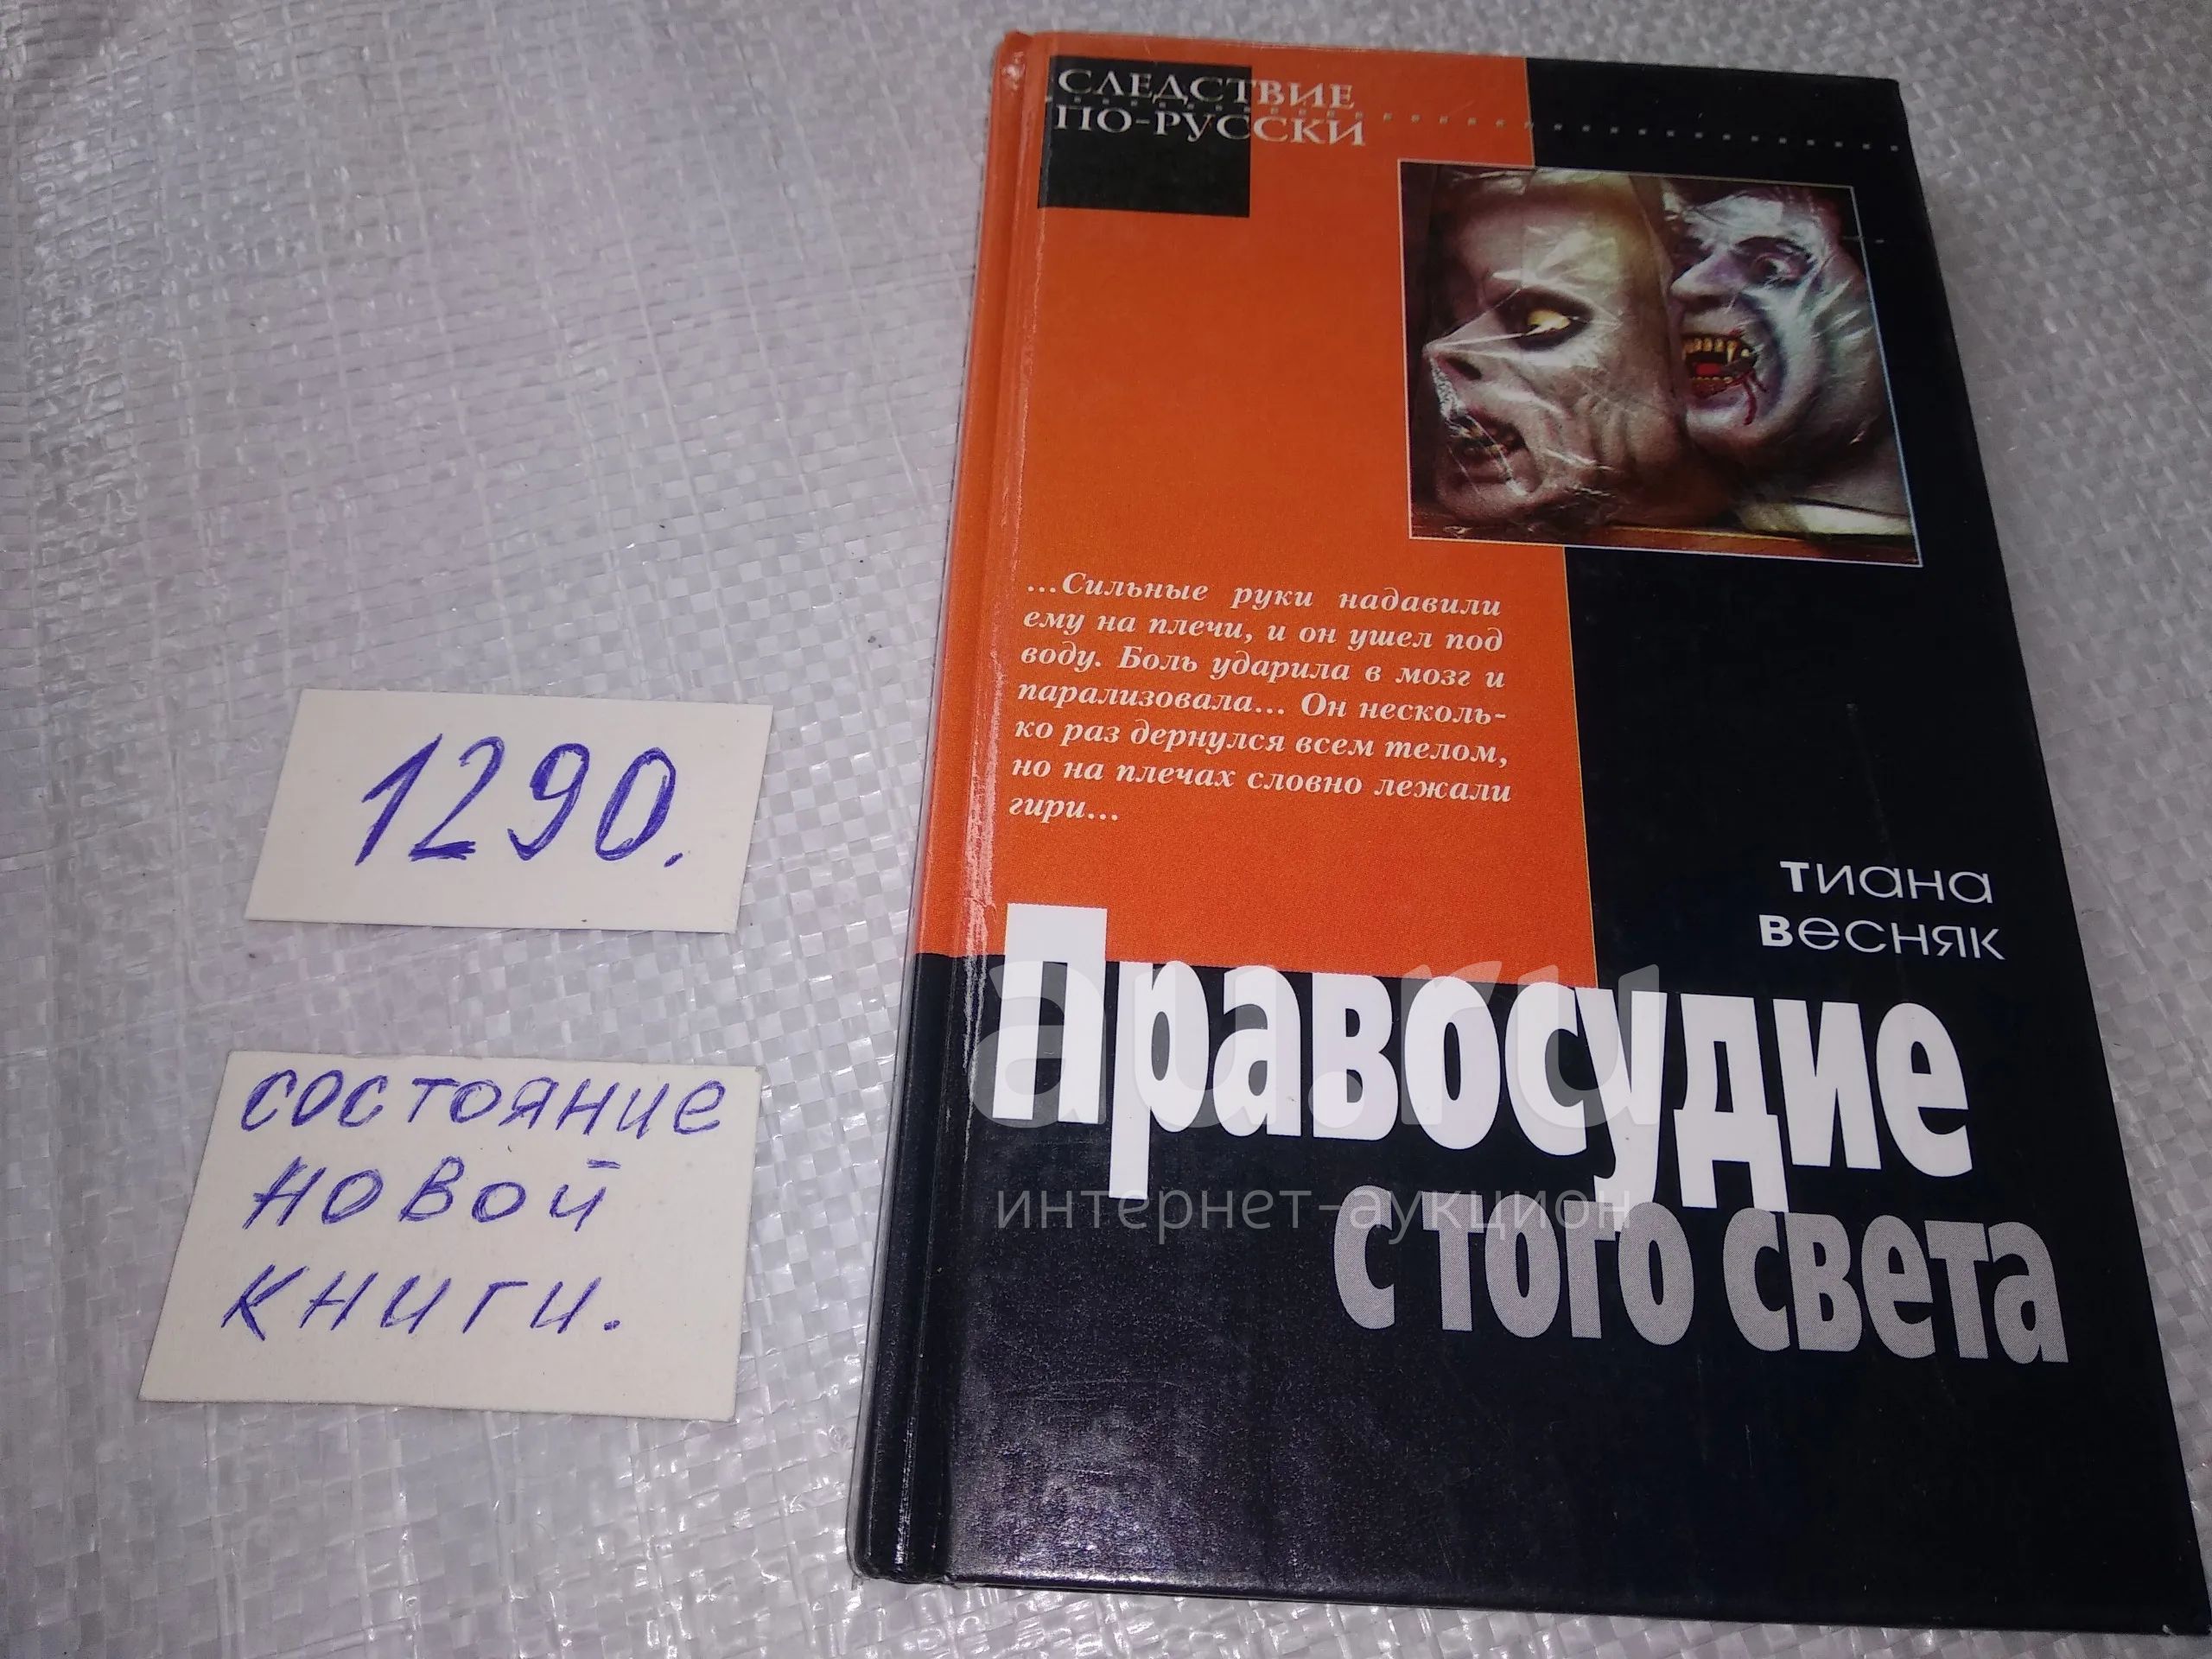 СЛЕДСТВИЕ
ПО-РУССКИ
...Сильные руки надавили
ему на плечи, и он ушел под
воду. Боль ударила в мозг и
парализовала... Он несколь-
ко раз дернулся всем телом,
но на плечах словно лежали
гири...
тиана
весняк
Правосудие
с того света
au.ru
интернет-аукцион
1290.
состояние
новой
книги.